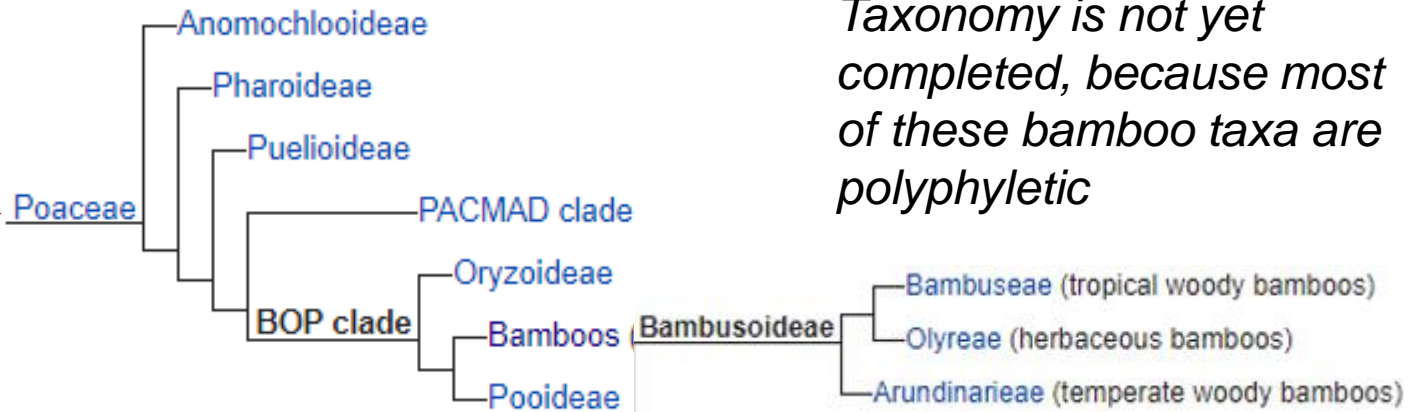 Taxonomy is not yet
completed, because most
of these bamboo taxa are
polyphyletic
Anomochlooideae
Pharoideae
Puelioideae
Poaceae
PACMAD clade
Oryzoideae
BOP clade
Bamboos (
Pooideae
Bambusoideae
Bambuseae (tropical woody bamboos)
Olyreae (herbaceous bamboos)
Arundinarieae (temperate woody bamboos)